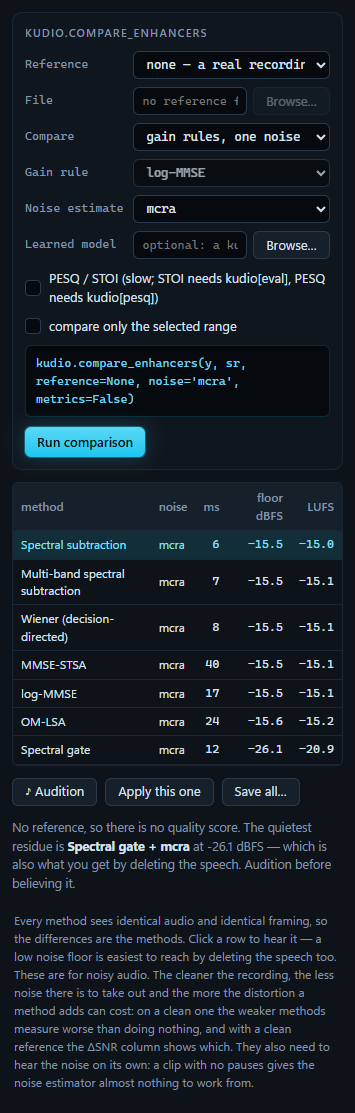 KUDIO.COMPARE_ENHANCERS
Reference none — a real recordin
File no reference f Browse...
Compare gain rules, one noise
Gain rule log-MMSE
Noise estimate mcra
Learned model optional: a ku Browse...
PESQ / STOI (slow; STOI needs kudio[eval], PESQ
needs kudio[pesq])
compare only the selected range
kudio.compare_enhancers(y, sr,
reference=None, noise='mcra',
metrics=False)
Run comparison
method noise ms floor dBFS LUFS
Spectral subtraction mcra 6 −15.5 −15.0
Multi-band spectral
subtraction mcra 7 −15.5 −15.1
Wiener (decision-
directed) mcra 8 −15.5 −15.1
MMSE-STSA mcra 40 −15.5 −15.1
log-MMSE mcra 17 −15.5 −15.1
OM-LSA mcra 24 −15.6 −15.2
Spectral gate mcra 12 −26.1 −20.9
♪ Audition Apply this one Save all...
No reference, so there is no quality score. The quietest
residue is Spectral gate + mcra at -26.1 dBFS — which is
also what you get by deleting the speech. Audition before
believing it.
Every method sees identical audio and identical framing, so
the differences are the methods. Click a row to hear it — a
low noise floor is easiest to reach by deleting the speech too.
These are for noisy audio. The cleaner the recording, the less
noise there is to take out and the more the distortion a
method adds can cost: on a clean one the weaker methods
measure worse than doing nothing, and with a clean
reference the ΔSNR column shows which. They also need to
hear the noise on its own: a clip with no pauses gives the
noise estimator almost nothing to work from.